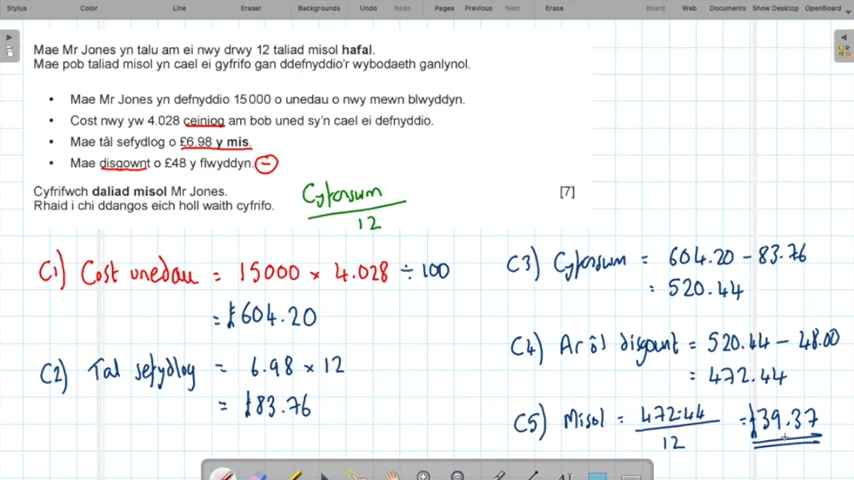 Stylus
Color
Line
Eraser
Backgrounds
Undo
Redo
Pages
Previous
Next
Erase
Board
Web
Documents
Show Desktop
OpenBoard
Mae Mr Jones yn talu am ei nwy drwy 12 taliad misol hafal.
Mae pob taliad misol yn cael ei gyfrifo gan ddefnyddio'r wybodaeth ganlynol.
• Mae Mr Jones yn defnyddio 15 000 o unedau o nwy mewn blwyddyn.
• Cost nwy yw 4.028 ceiniog am bob uned sy'n cael ei defnyddio.
• Mae tâl sefydlog o £6.98 y mis.
• Mae disgownt o £48 y flwyddyn. −
Cyfrifwch daliad misol Mr Jones.
Rhaid i chi ddangos eich holl waith cyfrifo.
[7]
Cyfanswm
12
C1) Cost unedau = 15000 × 4.028 ÷ 100
= £604.20
C2) Tal sefydlog = 6.98 × 12
= £83.76
C3) Cyfanswm = 604.20 − 83.76
= 520.44
C4) Ar ôl disgownt = 520.44 − 48.00
= 472.44
C5) Misol = 472.44 = £39.37
12